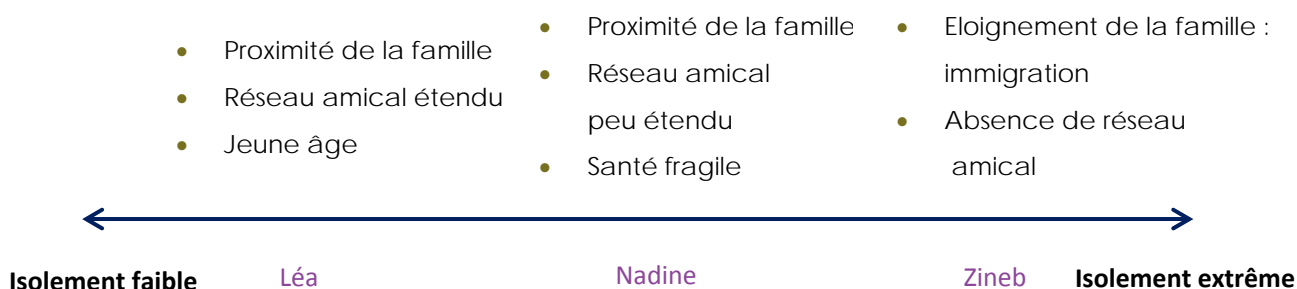 • Proximité de la famille
• Réseau amical étendu
• Jeune âge
• Proximité de la famille
• Réseau amical
peu étendu
• Santé fragile
• Eloignement de la famille :
immigration
• Absence de réseau
amical
Isolement faible
Léa
Nadine
Zineb
Isolement extrême